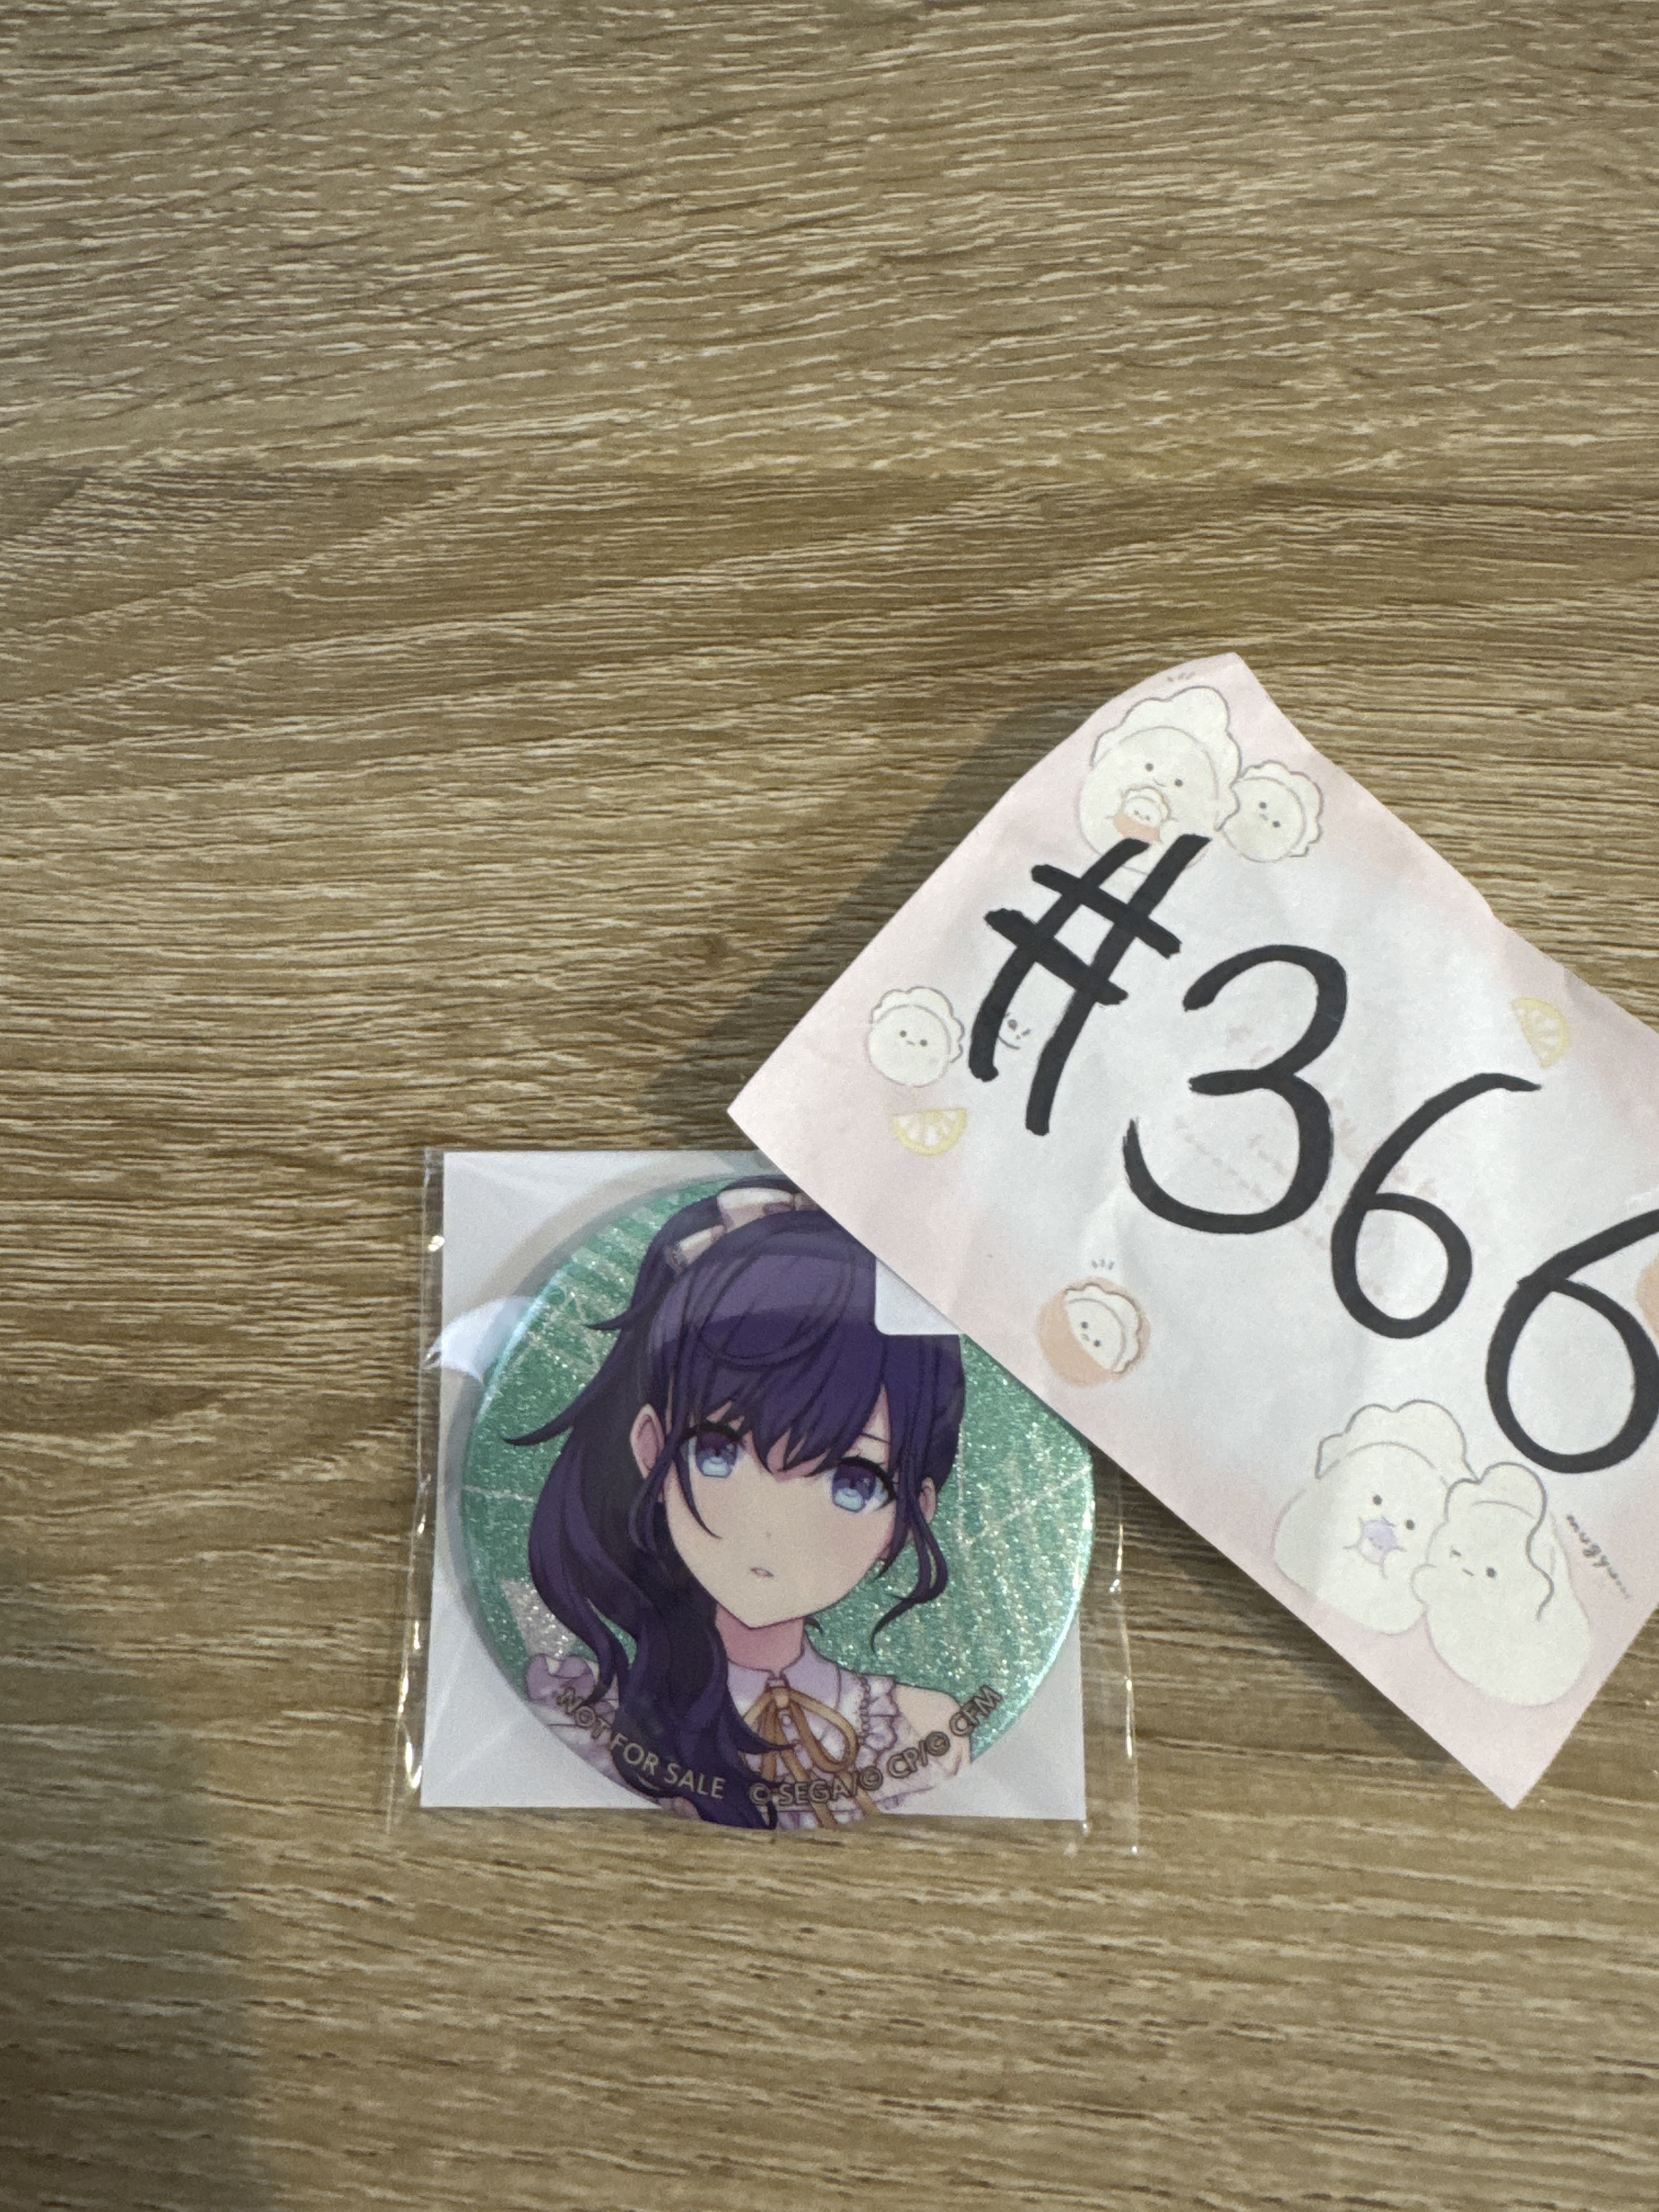 #366
NOT FOR SALE © SEGA/© CP/© CFM